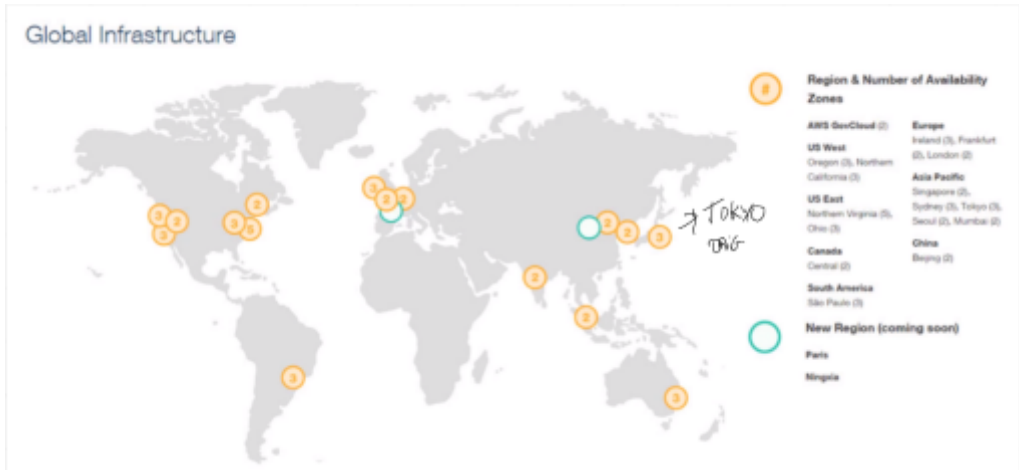 Global Infrastructure
#
Region & Number of Availability
Zones
AWS GovCloud (2)
US West
Oregon (3), Northern
California (3)
US East
Northern Virginia (5),
Ohio (3)
Canada
Central (2)
South America
São Paulo (3)
Europe
Ireland (3), Frankfurt
(2), London (2)
Asia Pacific
Singapore (2),
Sydney (3), Tokyo (3),
Seoul (2), Mumbai (2)
China
Beijing (2)
New Region (coming soon)
Paris
Ningxia
3
2
3
3
2
5
3
2
2
2
2
3
2
2
3
3
TOKYO